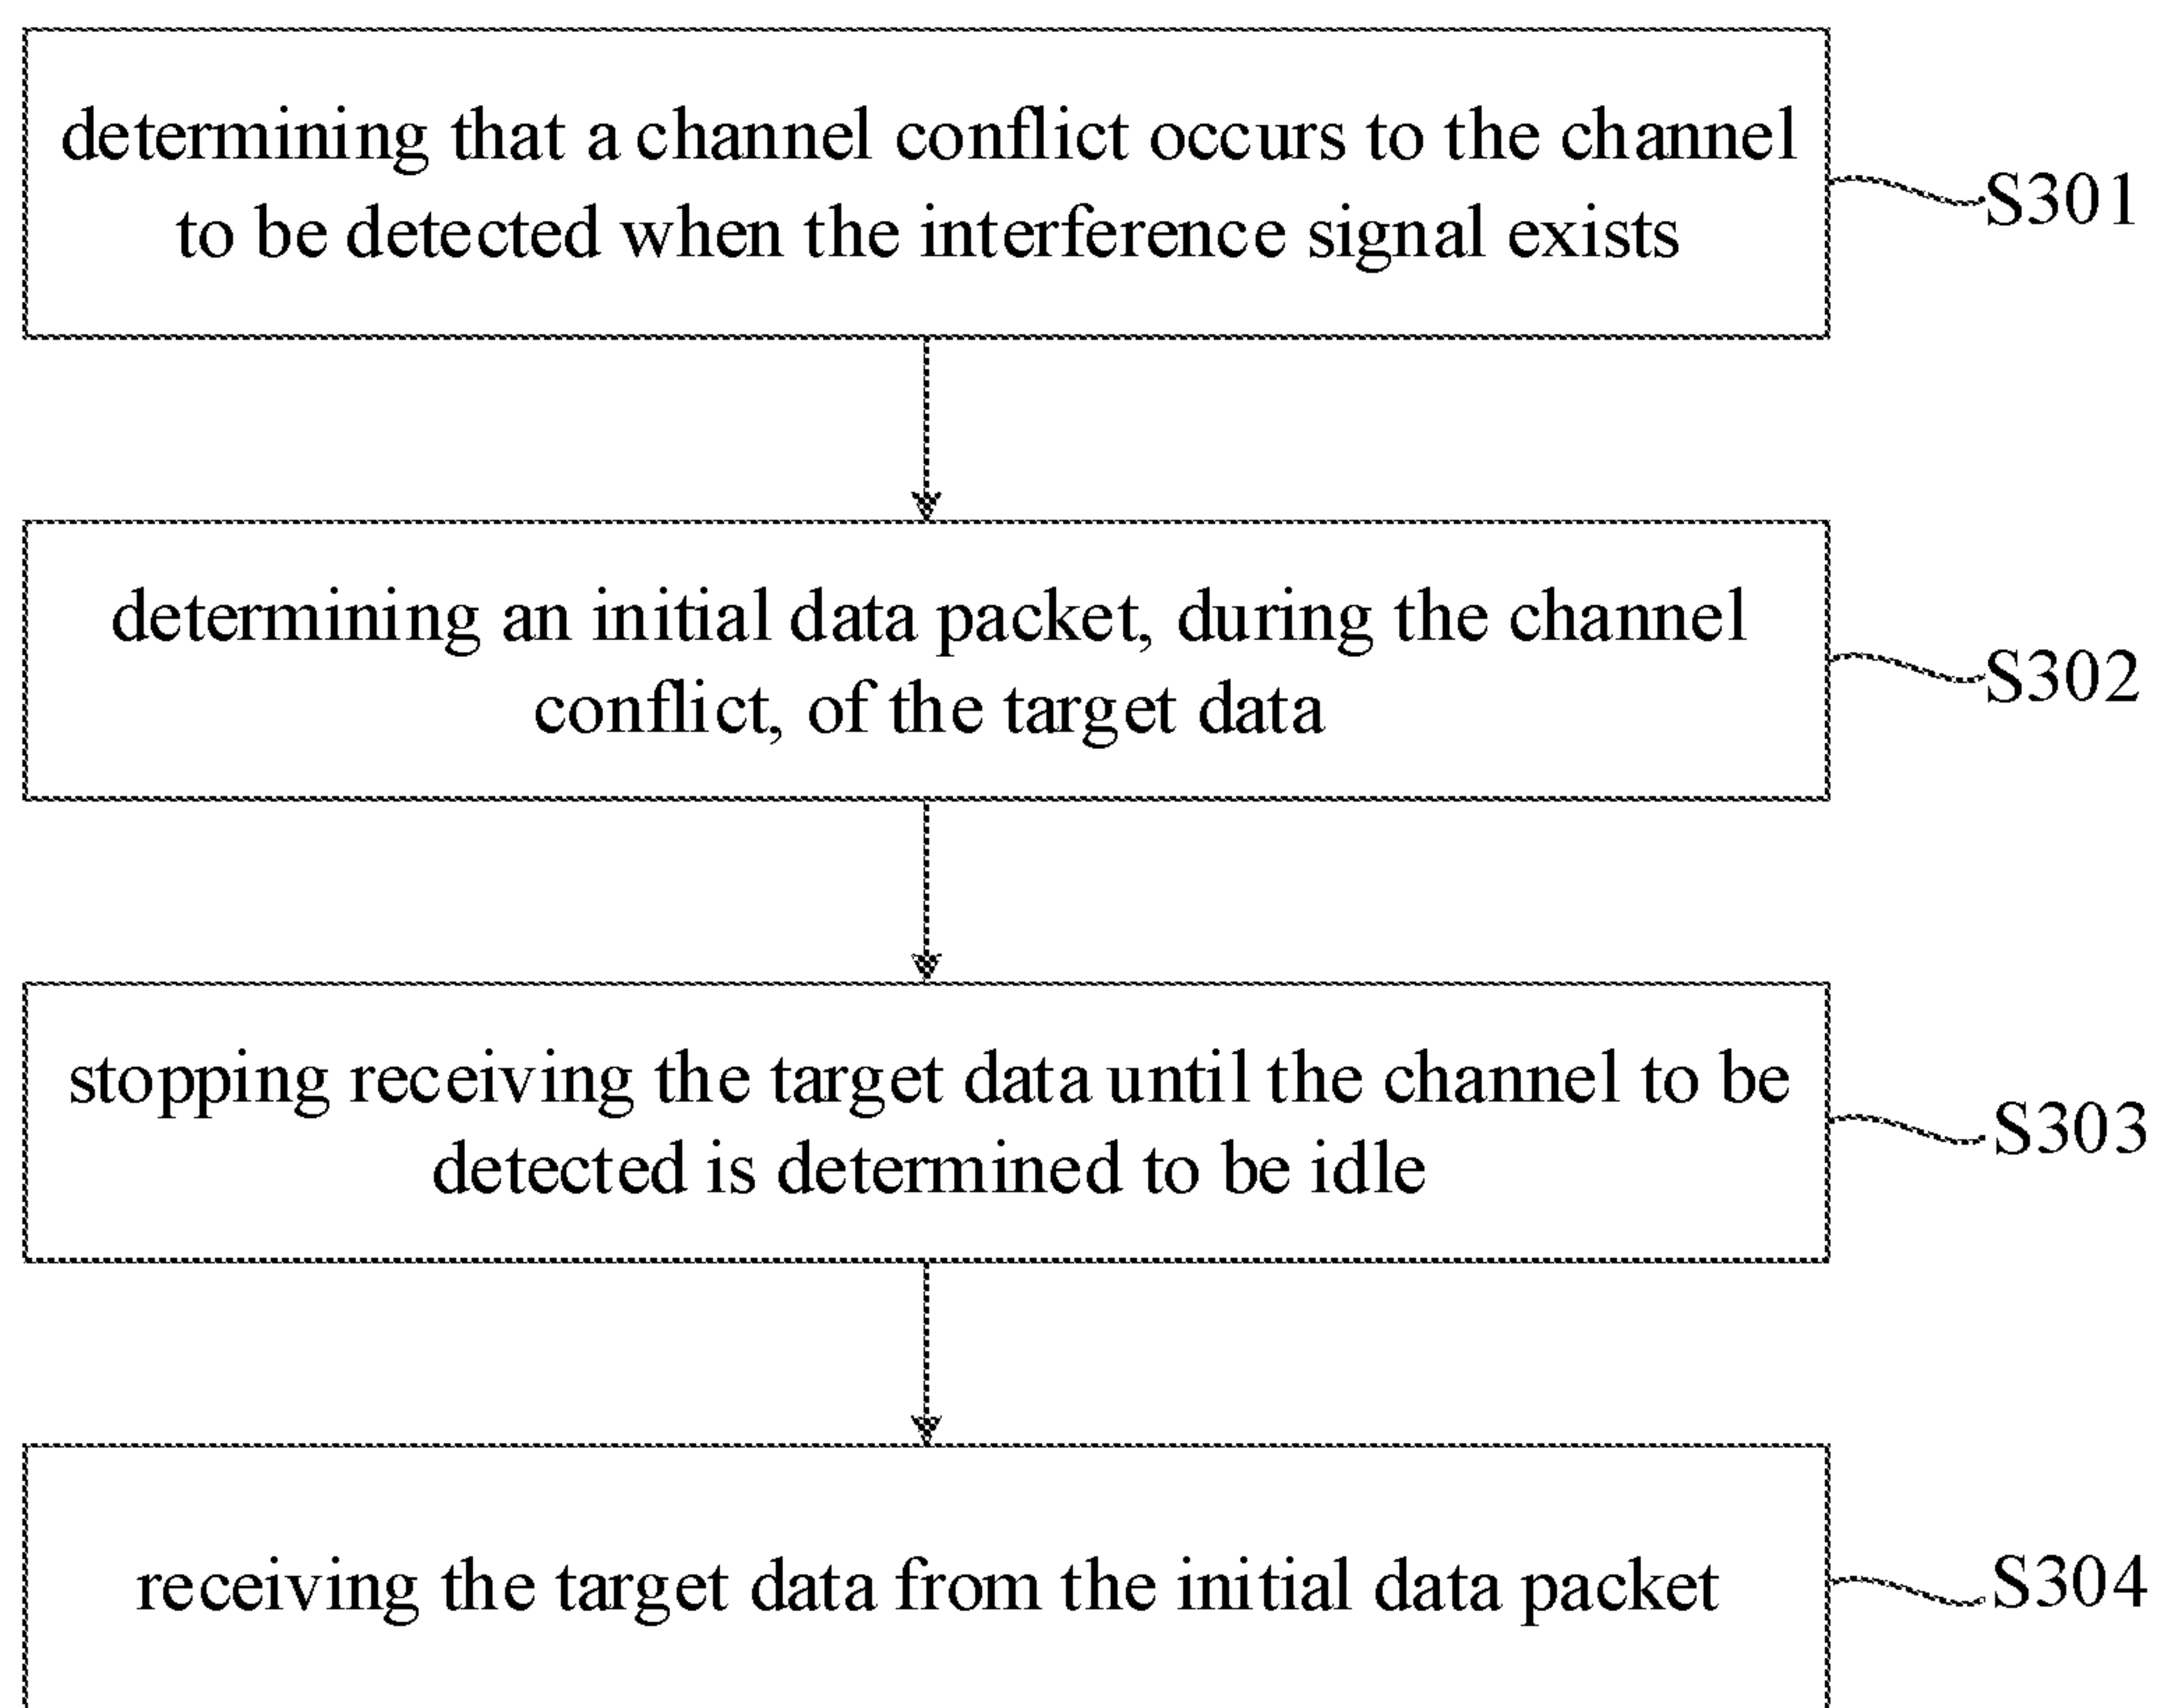 determining that a channel conflict occurs to the channel
to be detected when the interference signal exists
S301
determining an initial data packet, during the channel
conflict, of the target data
S302
stopping receiving the target data until the channel to be
detected is determined to be idle
S303
receiving the target data from the initial data packet
S304